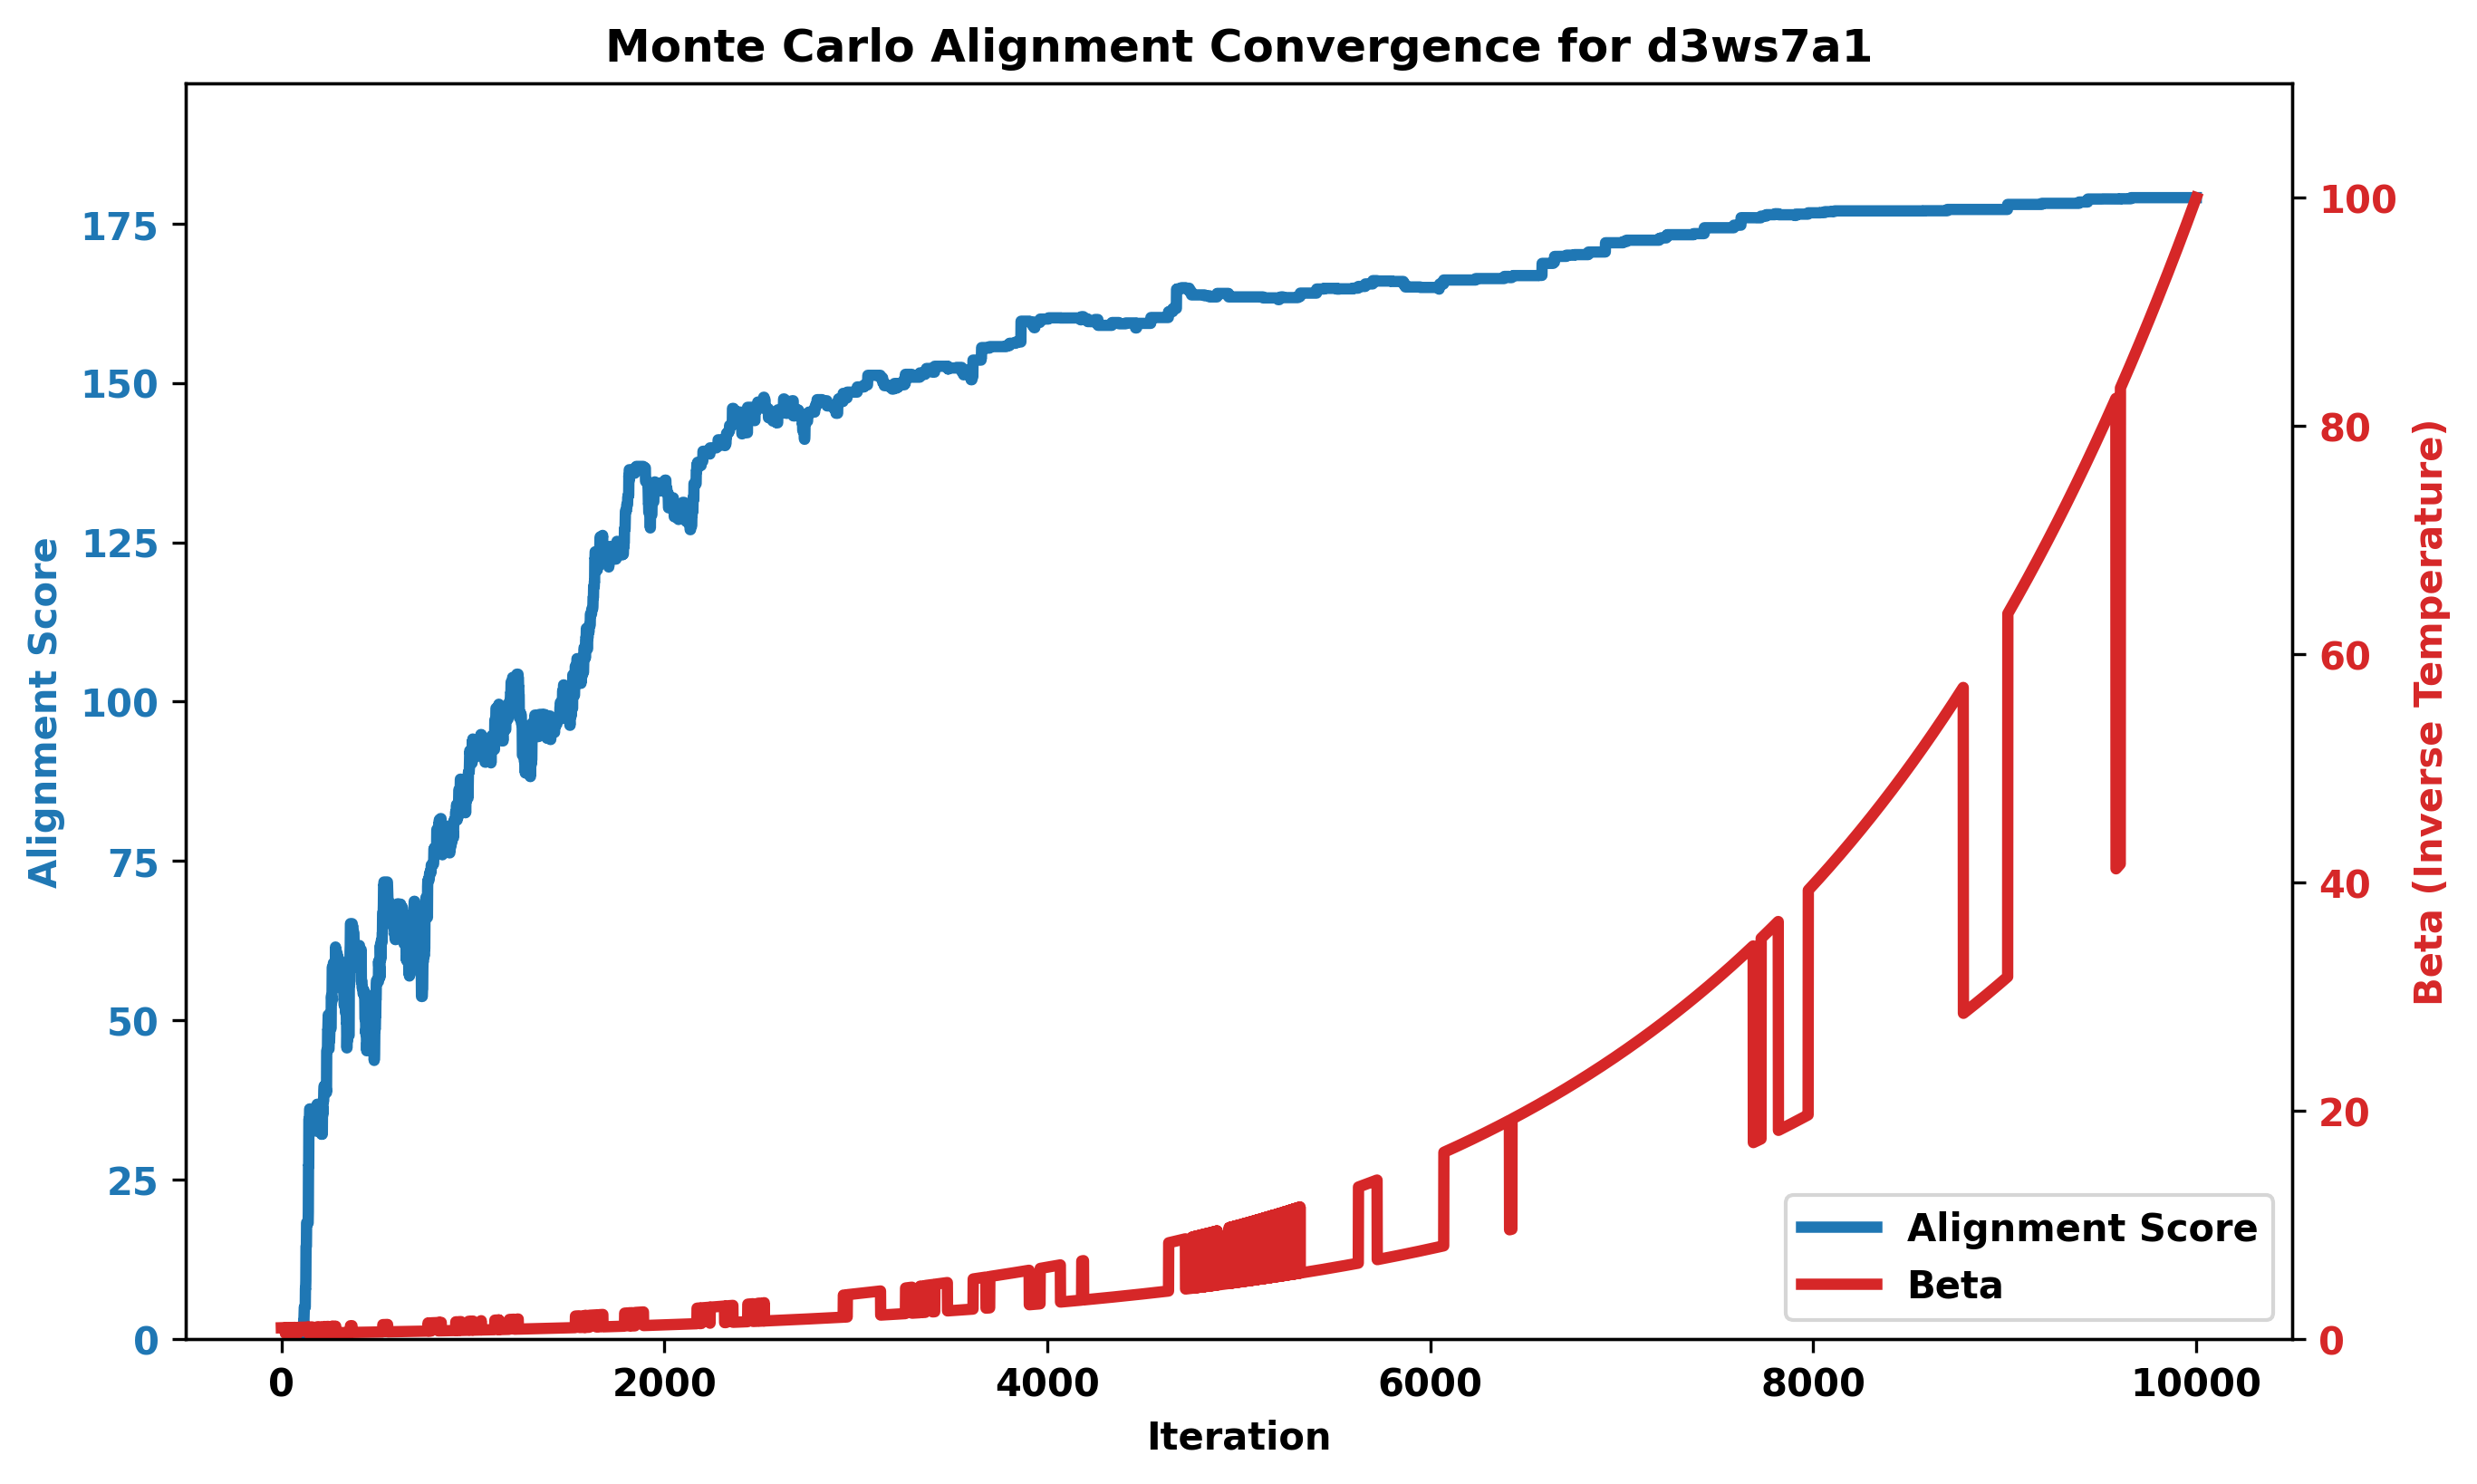 Monte Carlo Alignment Convergence for d3ws7a1
Alignment Score
175
150
125
100
75
50
25
0
100
80
60
40
20
0
Beta (Inverse Temperature)
Alignment Score
Beta
0 2000 4000 6000 8000 10000
Iteration